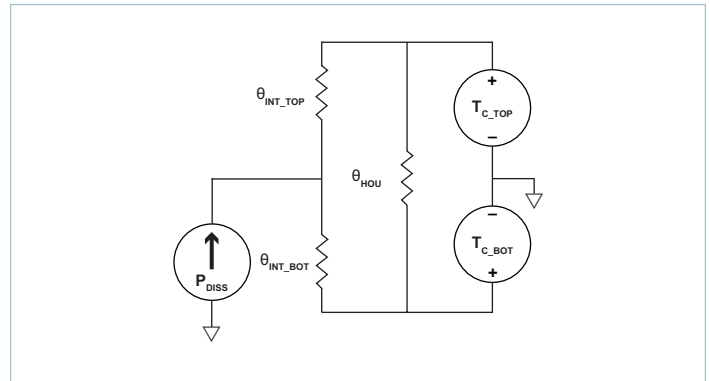 θINT_TOP
+
TC_TOP
–
θHOU
–
TC_BOT
+
θINT_BOT
PDISS